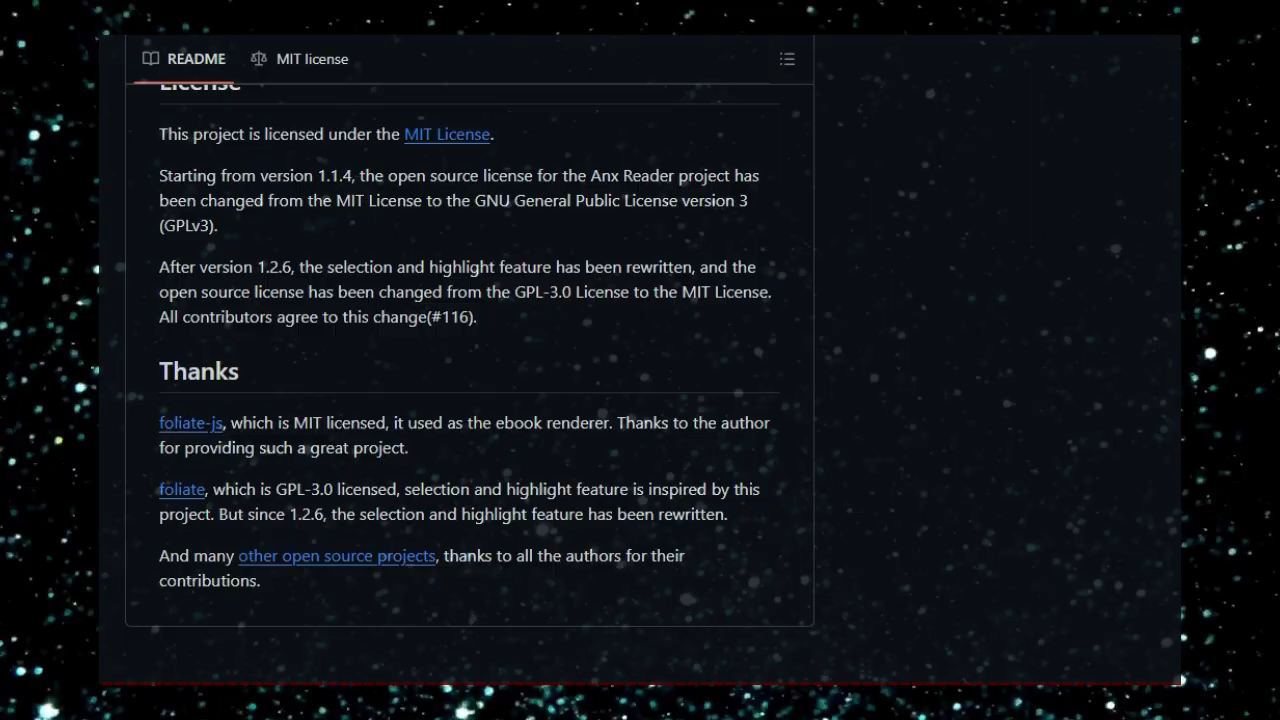 README MIT license
License
This project is licensed under the MIT License.
Starting from version 1.1.4, the open source license for the Anx Reader project has
been changed from the MIT License to the GNU General Public License version 3
(GPLv3).
After version 1.2.6, the selection and highlight feature has been rewritten, and the
open source license has been changed from the GPL-3.0 License to the MIT License.
All contributors agree to this change(#116).
Thanks
foliate-js, which is MIT licensed, it used as the ebook renderer. Thanks to the author
for providing such a great project.
foliate, which is GPL-3.0 licensed, selection and highlight feature is inspired by this
project. But since 1.2.6, the selection and highlight feature has been rewritten.
And many other open source projects, thanks to all the authors for their
contributions.